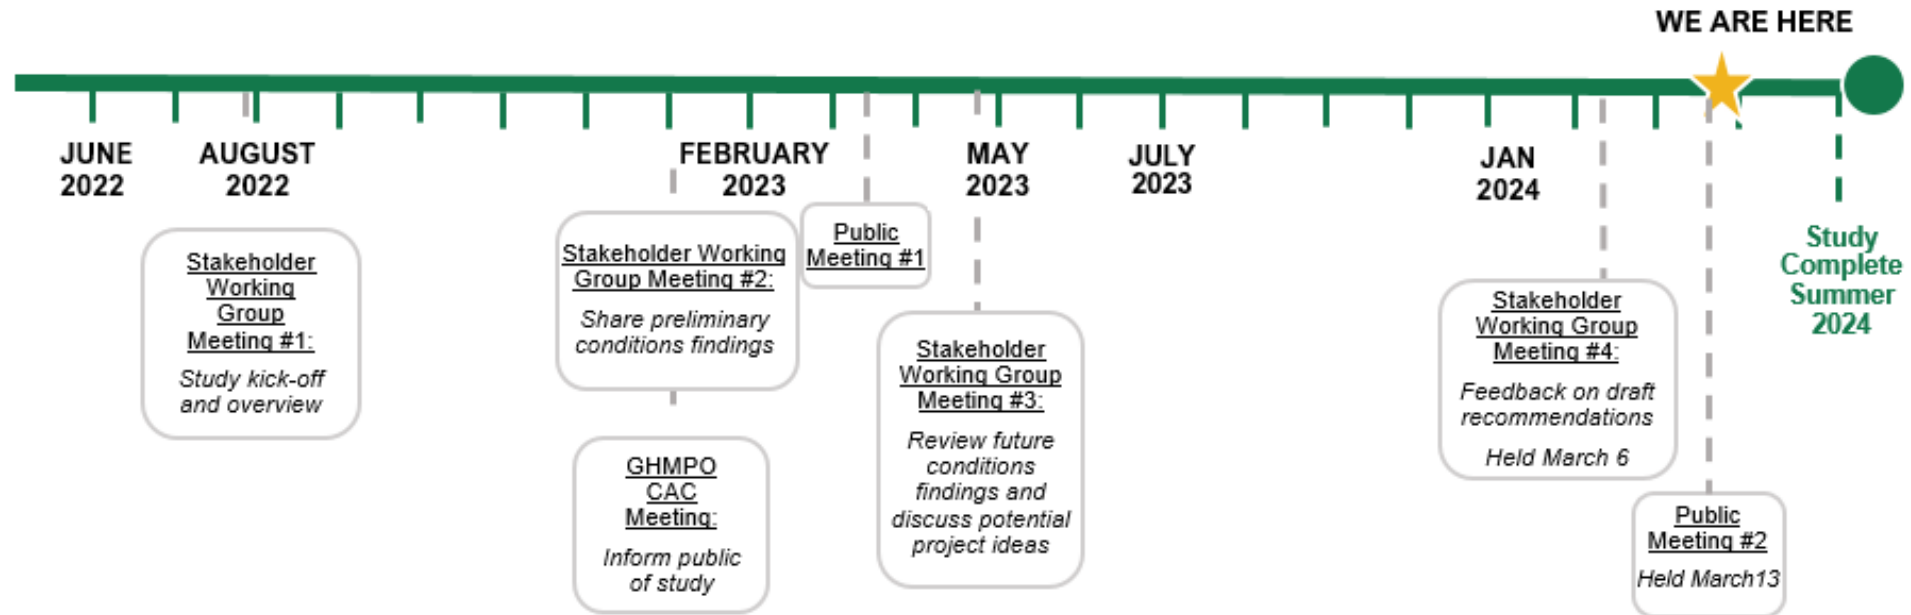 WE ARE HERE
JUNE
2022
AUGUST
2022
FEBRUARY
2023
MAY
2023
JULY
2023
JAN
2024
Stakeholder
Working
Group
Meeting #1:
Study kick-off
and overview
Stakeholder Working
Group Meeting #2:
Share preliminary
conditions findings
GHMPO
CAC
Meeting:
Inform public
of study
Public
Meeting #1
Stakeholder
Working Group
Meeting #3:
Review future
conditions
findings and
discuss potential
project ideas
Stakeholder
Working Group
Meeting #4:
Feedback on draft
recommendations
Held March 6
Public
Meeting #2
Held March13
Study
Complete
Summer
2024